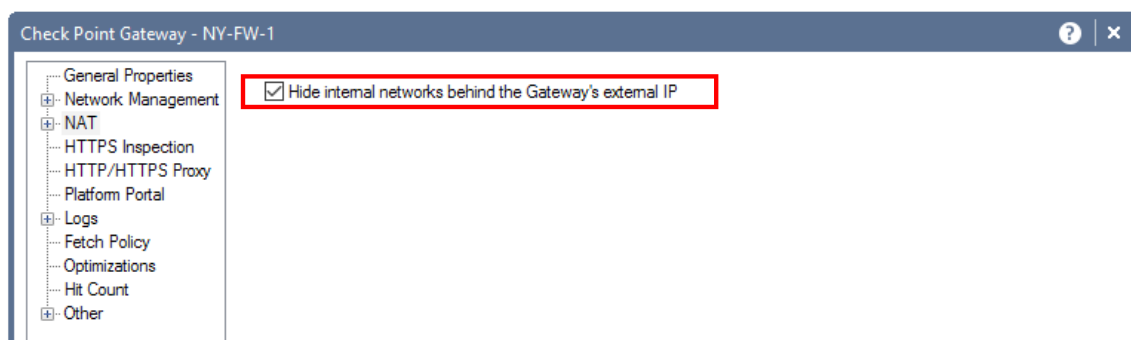 Check Point Gateway - NY-FW-1
General Properties
Network Management
NAT
HTTPS Inspection
HTTP/HTTPS Proxy
Platform Portal
Logs
Fetch Policy
Optimizations
Hit Count
Other
Hide internal networks behind the Gateway's external IP